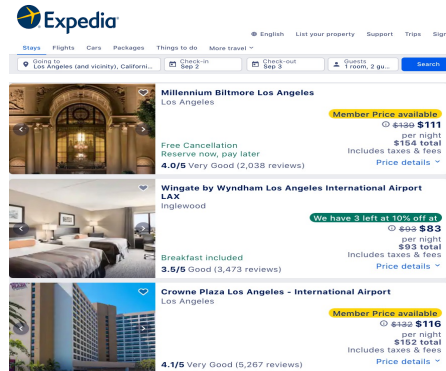 Expedia
English List your property Support Trips Sign
Stays Flights Cars Packages Things to do More travel
Going to Check-in Check-out Guests
Los Angeles (and vicinity), Californi... Sep 2 Sep 3 1 room, 2 gu... Search
Millennium Biltmore Los Angeles
Los Angeles
Member Price available
$139 $111
per night
Free Cancellation $154 total
Reserve now, pay later Includes taxes & fees
4.0/5 Very Good (2,038 reviews) Price details
Wingate by Wyndham Los Angeles International Airport
LAX
Inglewood
We have 3 left at 10% off at
$93 $83
per night
$93 total
Breakfast included Includes taxes & fees
3.5/5 Good (3,473 reviews) Price details
Crowne Plaza Los Angeles - International Airport
Los Angeles
Member Price available
$132 $116
per night
$152 total
Includes taxes & fees
4.1/5 Very Good (5,267 reviews) Price details